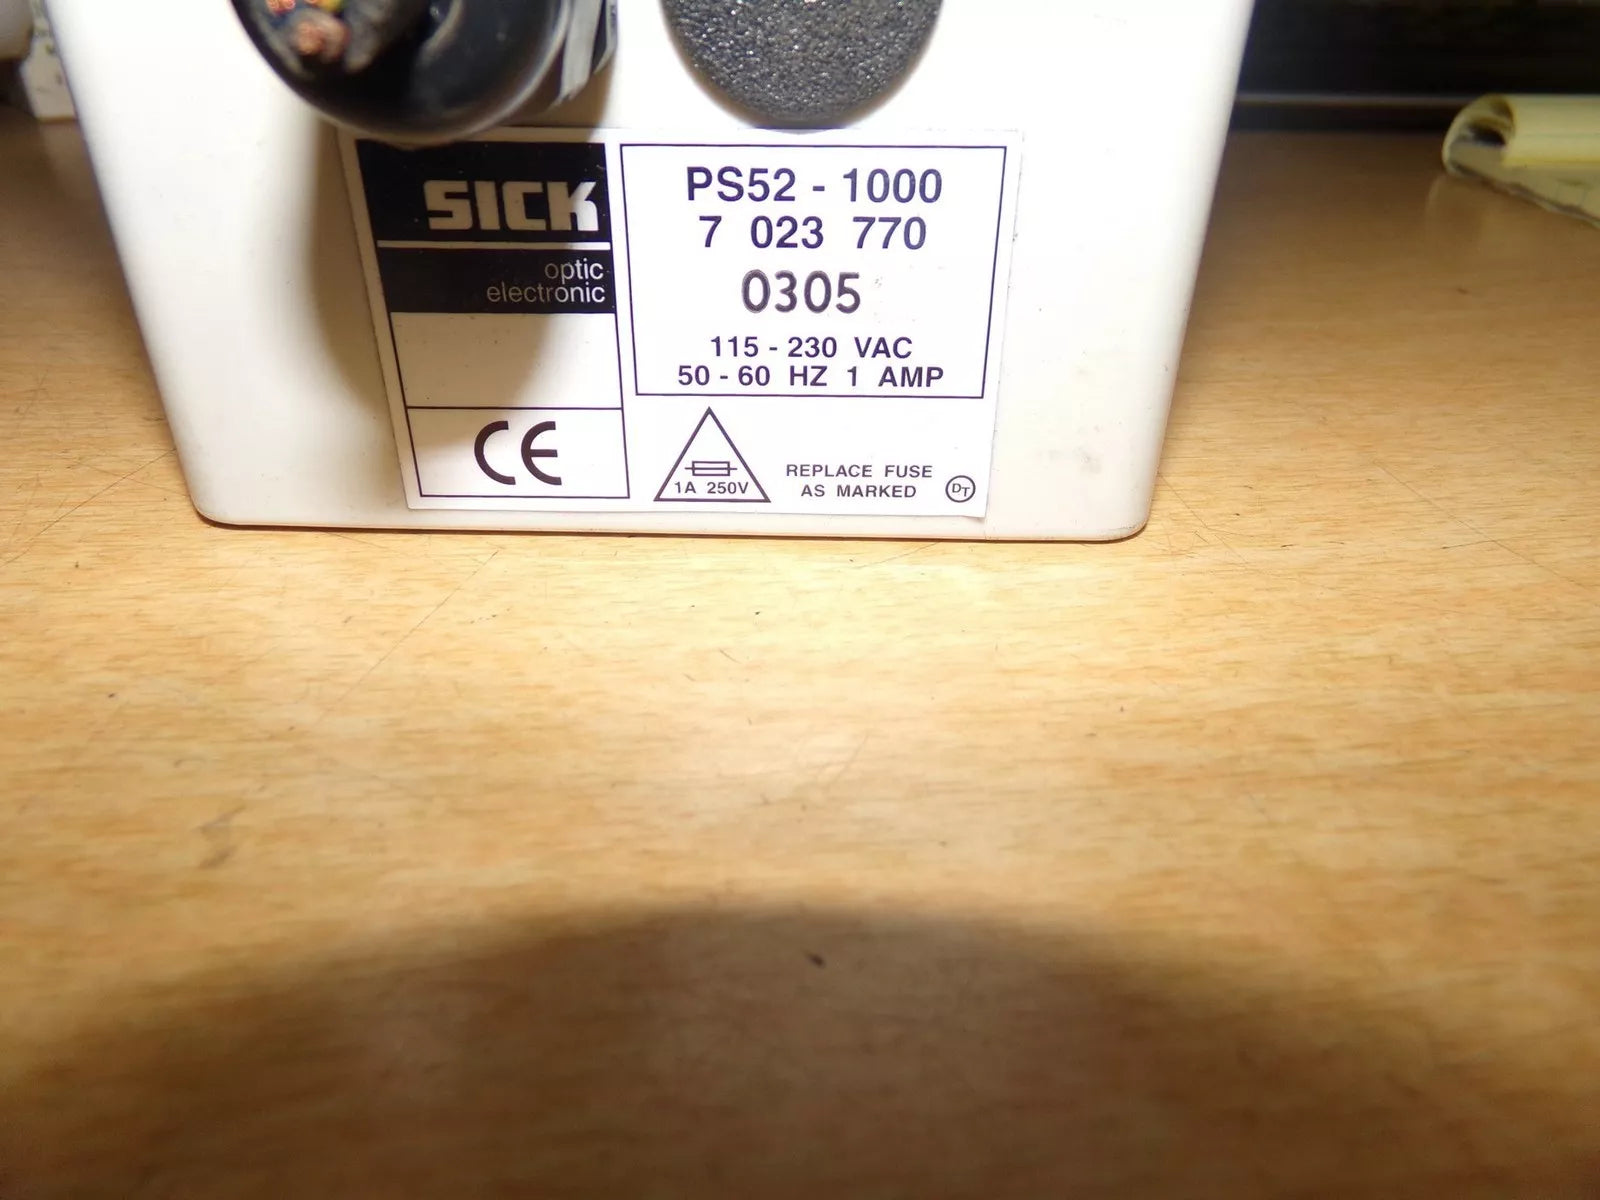 SICK
optic
electronic
PS52 - 1000
7 023 770
0305
115 - 230 VAC
50 - 60 HZ 1 AMP
CE
1A 250V
REPLACE FUSE
AS MARKED
DT